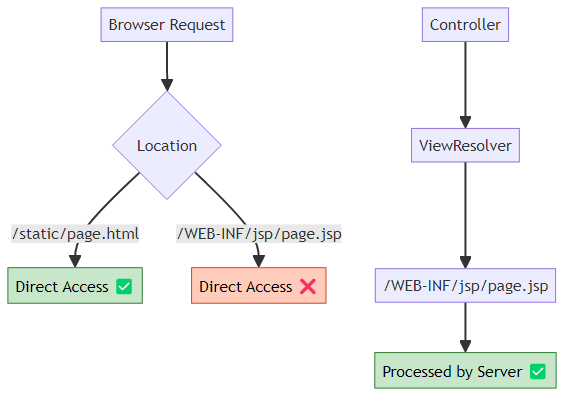 Browser Request
Controller
Location
ViewResolver
/static/page.html
/WEB-INF/jsp/page.jsp
Direct Access ✅
Direct Access ❌
/WEB-INF/jsp/page.jsp
Processed by Server ✅